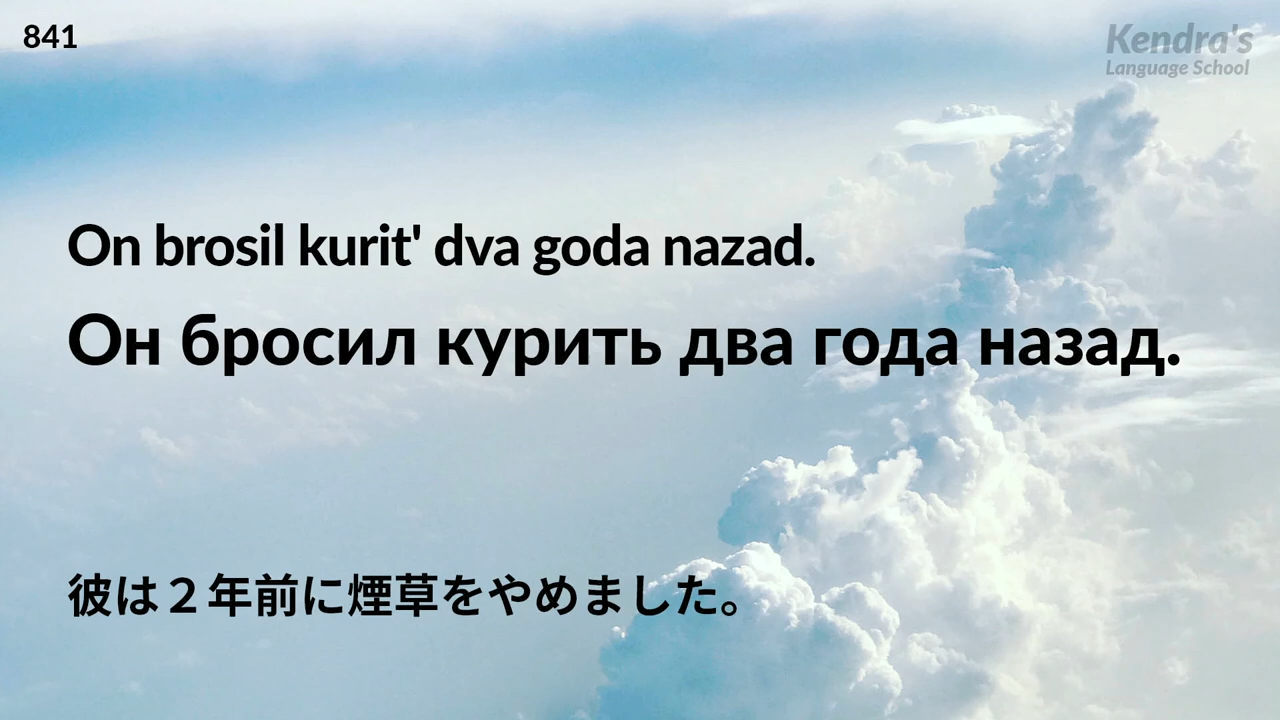 841
Kendra's
Language School
On brosil kurit' dva goda nazad.
Он бросил курить два года назад.
彼は２年前に煙草をやめました。